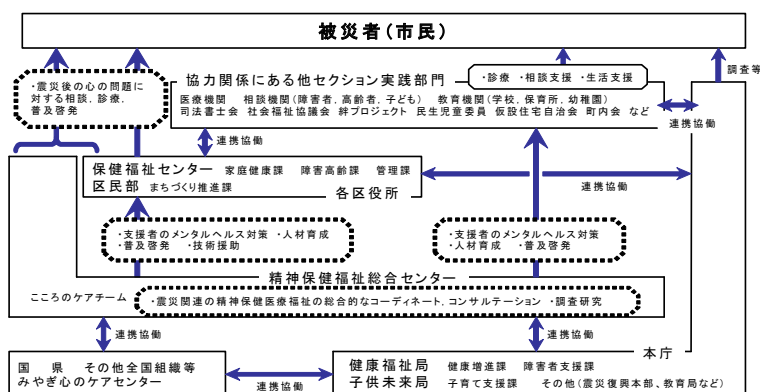 被災者(市民)
・震災後の心の問題に
対する相談、診療、
普及啓発
協力関係にある他セクション実践部門
・診療 ・相談支援 ・生活支援
調査等
医療機関 相談機関(障害者、高齢者、子ども) 教育機関(学校、保育所、幼稚園)
司法書士会 社会福祉協議会 絆プロジェクト 民生児童委員 仮設住宅自治会 町内会 など
連携協働
連携協働
保健福祉センター 家庭健康課 障害高齢課 管理課
区民部 まちづくり推進課
各区役所
連携協働
・支援者のメンタルヘルス対策 ・人材育成
・普及啓発 ・技術援助
・支援者のメンタルヘルス対策
・人材育成 ・普及啓発
精神保健福祉総合センター
こころのケアチーム
・震災関連の精神保健医療福祉の総合的なコーディネート、コンサルテーション ・調査研究
連携協働
連携協働
本庁
国 県 その他全国組織等
みやぎ心のケアセンター
連携協働
健康福祉局 健康増進課 障害者支援課
子供未来局 子育て支援課 その他(震災復興本部、教育局など)